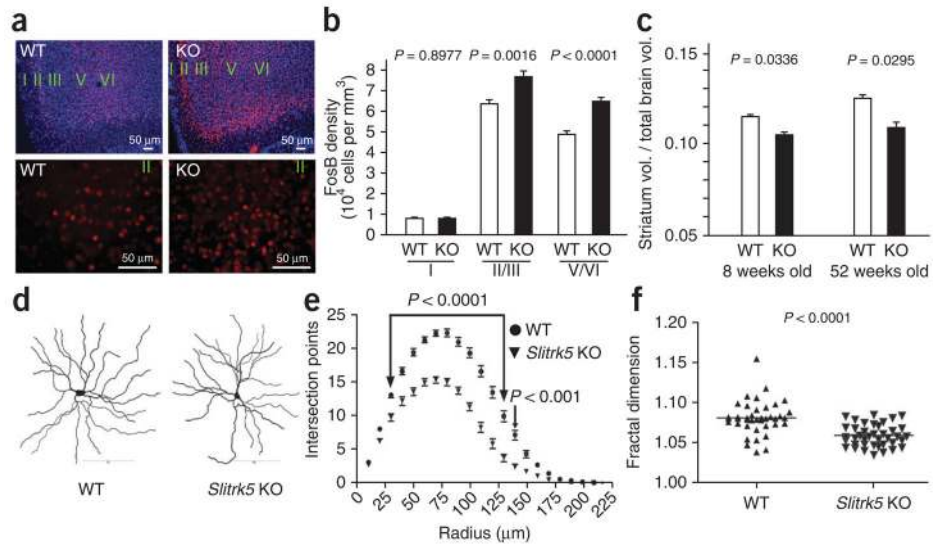 a
WT
KO
I II III V VI
I II III V VI
50 µm
50 µm
WT
II
KO
II
50 µm
50 µm
b
P = 0.8977 P = 0.0016 P < 0.0001
FosB density
(10⁴ cells per mm³)
8
7
6
5
4
3
2
1
0
WT KO WT KO WT KO
I II/III V/VI
c
Striatum vol. / total brain vol.
0.15
0.10
0.05
P = 0.0336
P = 0.0295
WT KO WT KO
8 weeks old 52 weeks old
d
WT
Slitrk5 KO
e
P < 0.0001
WT
Slitrk5 KO
P < 0.001
Intersection points
25
20
15
10
5
0
0 25 50 75 100 125 150 175 200 225
Radius (µm)
f
P < 0.0001
Fractal dimension
1.20
1.15
1.10
1.05
1.00
WT Slitrk5 KO